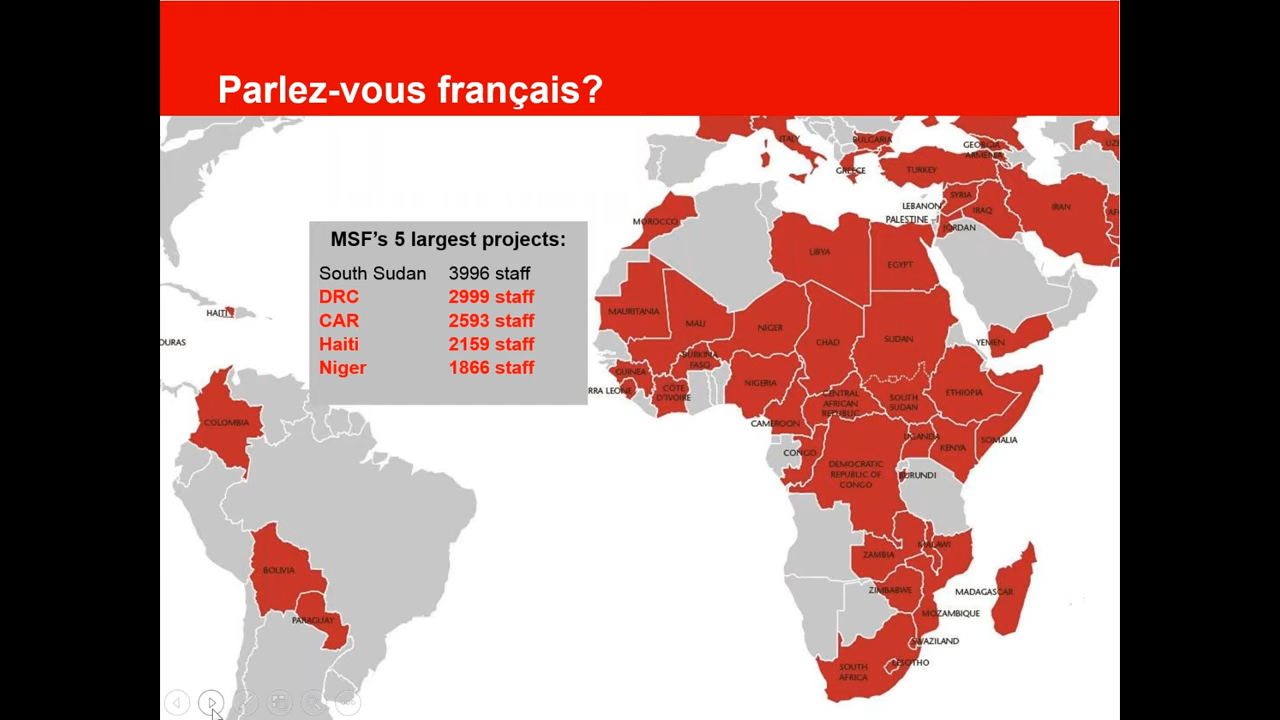 Parlez-vous français?
MSF's 5 largest projects:
South Sudan 3996 staff
DRC 2999 staff
CAR 2593 staff
Haiti 2159 staff
Niger 1866 staff
ITALY
BULGARIA
GREECE
TURKEY
GEORGIA
ARMENIA
UZ
SYRIA
LEBANON
IRAQ
IRAN
AF
PALESTINE
JORDAN
MOROCCO
LIBYA
EGYPT
HAITI
DURAS
MAURITANIA
MALI
NIGER
CHAD
SUDAN
YEMEN
BURKINA
FASO
GUINEA
RRA LEONE
CÔTE
D'IVOIRE
NIGERIA
CENTRAL
AFRICAN
REPUBLIC
SOUTH
SUDAN
ETHIOPIA
CAMEROON
UGANDA
KENYA
SOMALIA
CONGO
DEMOCRATIC
REPUBLIC OF
CONGO
BURUNDI
COLOMBIA
BOLIVIA
PARAGUAY
MALAWI
ZAMBIA
ZIMBABWE
MADAGASCAR
MOZAMBIQUE
SWAZILAND
LESOTHO
SOUTH
AFRICA